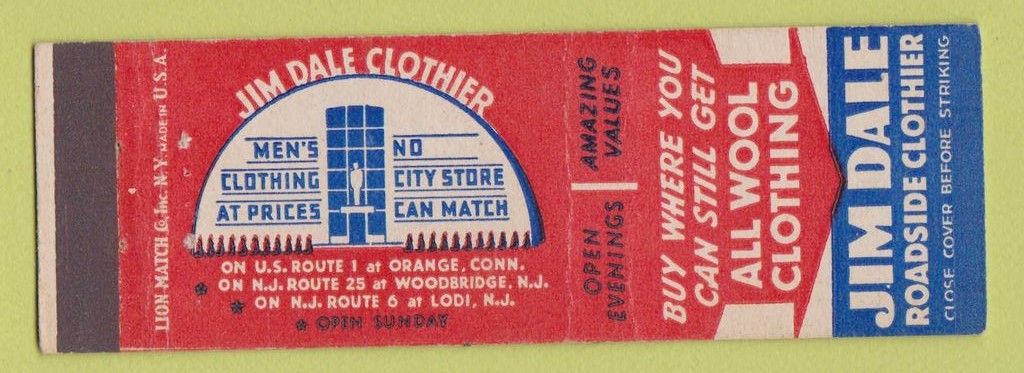 JIM DALE CLOTHIER
MEN'S
CLOTHING
AT PRICES
NO
CITY STORE
CAN MATCH
ON U.S. ROUTE 1 at ORANGE, CONN.
ON N.J. ROUTE 25 at WOODBRIDGE, N.J.
ON N.J. ROUTE 6 at LODI, N.J.
OPEN SUNDAY
LION MATCH Co, Inc. N.Y. MADE IN U.S.A.
OPEN
EVENINGS
AMAZING
VALUES
BUY WHERE YOU
CAN STILL GET
ALL WOOL
CLOTHING
JIM DALE
ROADSIDE CLOTHIER
CLOSE COVER BEFORE STRIKING